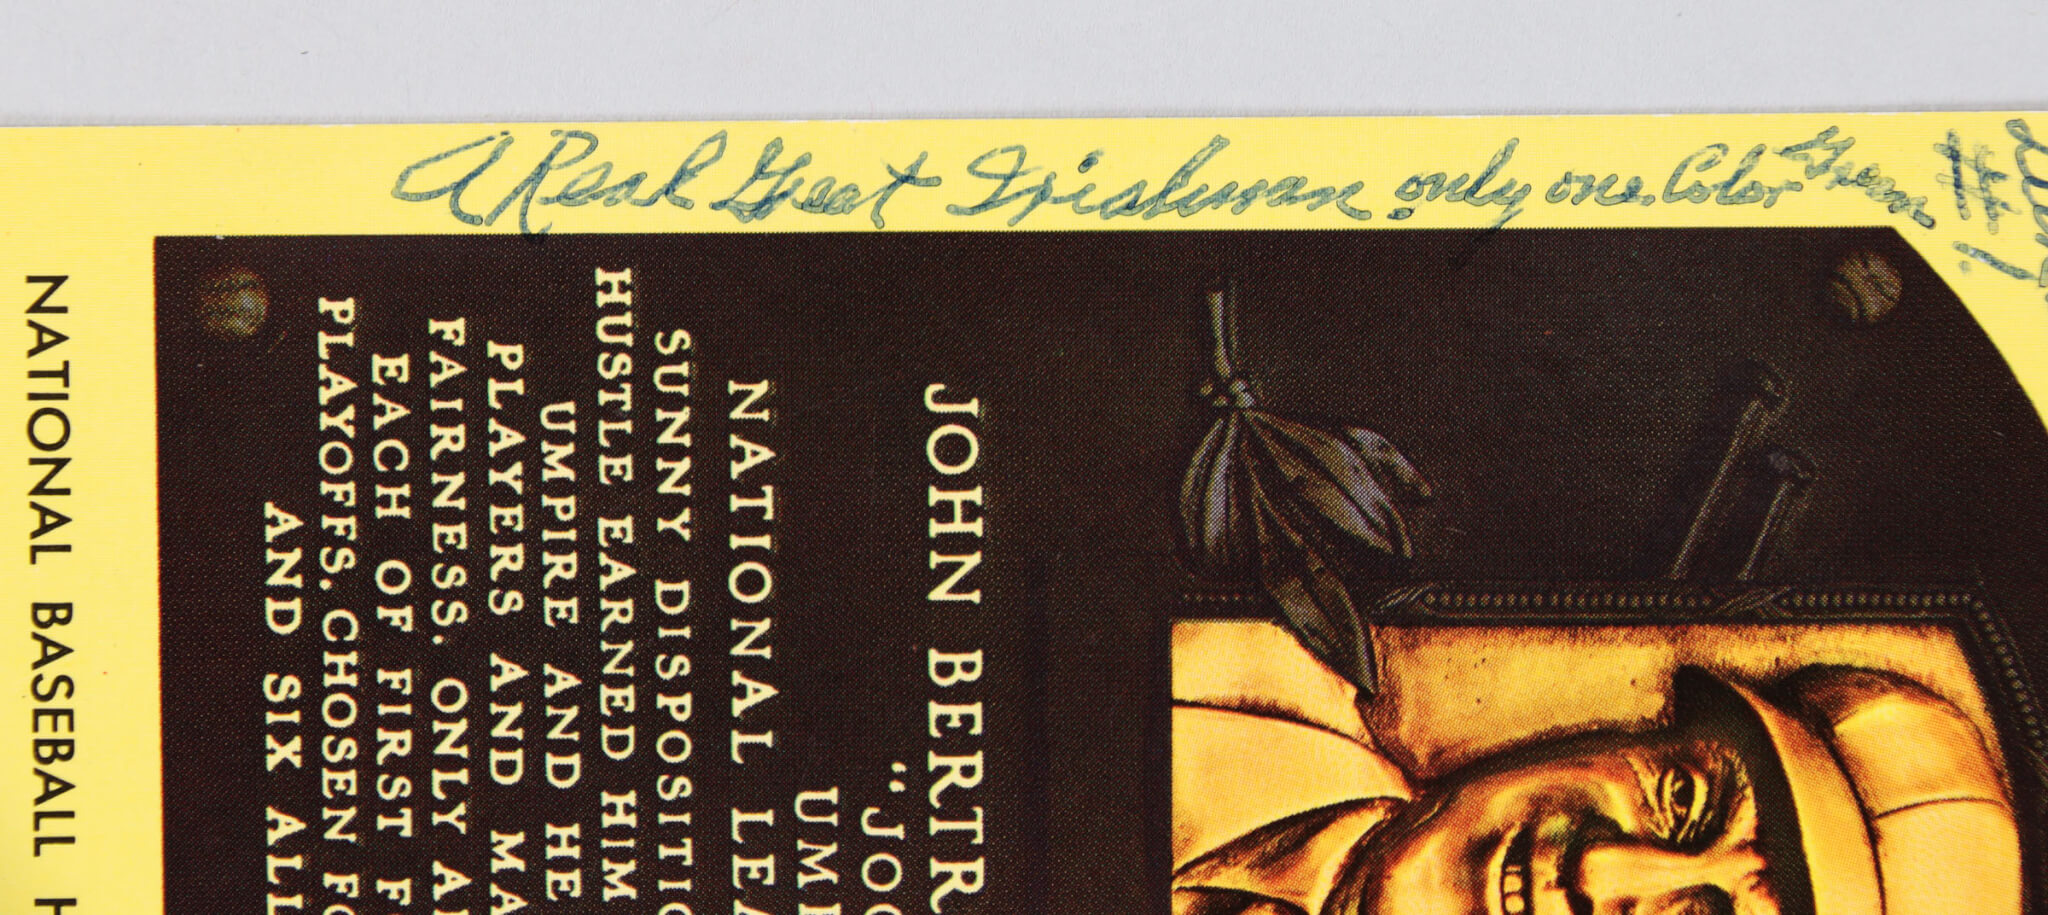 A Real Great Irishman only one. Color Green
JOHN BERTR
"JOC
UMP
NATIONAL LEA
SUNNY DISPOSITIO
HUSTLE EARNED HIM
UMPIRE AND HE
PLAYERS AND MA
FAIRNESS. ONLY
EACH OF FIRST F
PLAYOFFS. CHOSEN FO
AND SIX ALL
NATIONAL BASEBALL H